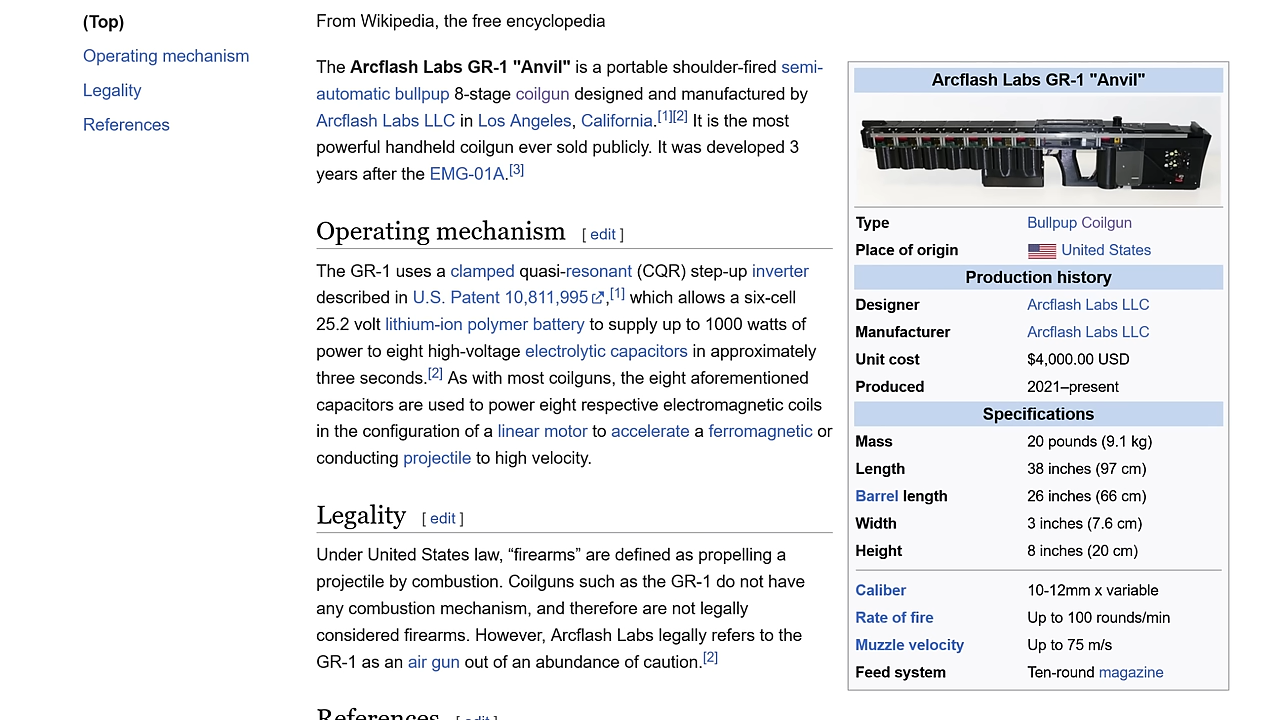 (Top)
Operating mechanism
Legality
References
From Wikipedia, the free encyclopedia
The Arcflash Labs GR-1 "Anvil" is a portable shoulder-fired semi-
automatic bullpup 8-stage coilgun designed and manufactured by
Arcflash Labs LLC in Los Angeles, California.[1][2] It is the most
powerful handheld coilgun ever sold publicly. It was developed 3
years after the EMG-01A.[3]
Operating mechanism [ edit ]
The GR-1 uses a clamped quasi-resonant (CQR) step-up inverter
described in U.S. Patent 10,811,995,[1] which allows a six-cell
25.2 volt lithium-ion polymer battery to supply up to 1000 watts of
power to eight high-voltage electrolytic capacitors in approximately
three seconds.[2] As with most coilguns, the eight aforementioned
capacitors are used to power eight respective electromagnetic coils
in the configuration of a linear motor to accelerate a ferromagnetic or
conducting projectile to high velocity.
Legality [ edit ]
Under United States law, “firearms” are defined as propelling a
projectile by combustion. Coilguns such as the GR-1 do not have
any combustion mechanism, and therefore are not legally
considered firearms. However, Arcflash Labs legally refers to the
GR-1 as an air gun out of an abundance of caution.[2]
References [ edit ]
Arcflash Labs GR-1 "Anvil"
Type Bullpup Coilgun
Place of origin United States
Production history
Designer Arcflash Labs LLC
Manufacturer Arcflash Labs LLC
Unit cost $4,000.00 USD
Produced 2021–present
Specifications
Mass 20 pounds (9.1 kg)
Length 38 inches (97 cm)
Barrel length 26 inches (66 cm)
Width 3 inches (7.6 cm)
Height 8 inches (20 cm)
Caliber 10-12mm x variable
Rate of fire Up to 100 rounds/min
Muzzle velocity Up to 75 m/s
Feed system Ten-round magazine